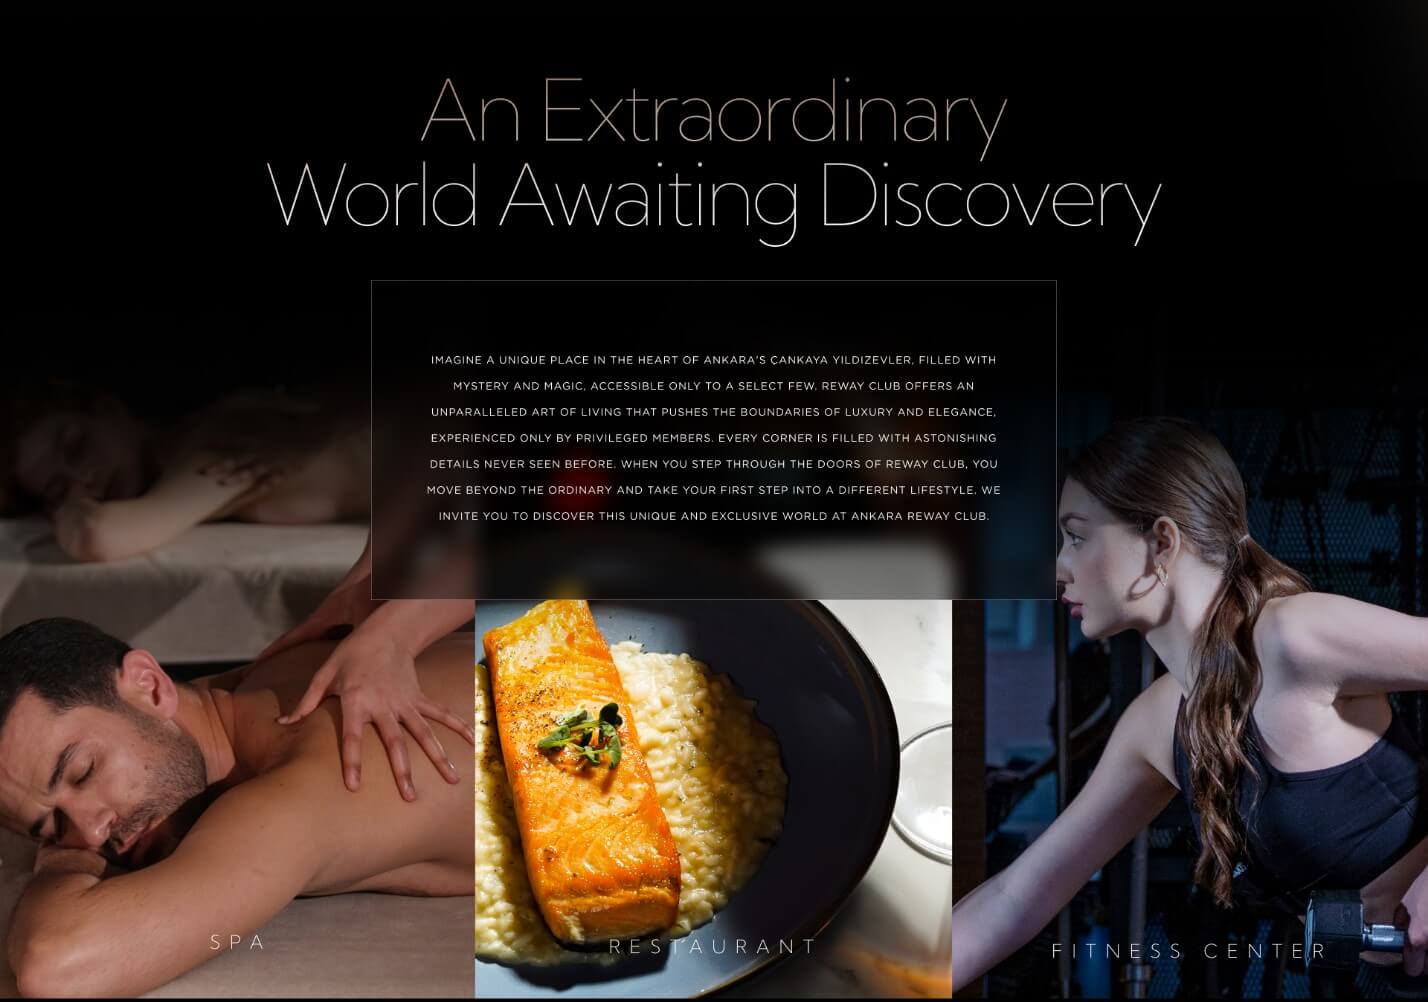 An Extraordinary
World Awaiting Discovery
IMAGINE A UNIQUE PLACE IN THE HEART OF ANKARA'S ÇANKAYA YILDIZEVLER, FILLED WITH
MYSTERY AND MAGIC, ACCESSIBLE ONLY TO A SELECT FEW. REWAY CLUB OFFERS AN
UNPARALLELED ART OF LIVING THAT PUSHES THE BOUNDARIES OF LUXURY AND ELEGANCE,
EXPERIENCED ONLY BY PRIVILEGED MEMBERS. EVERY CORNER IS FILLED WITH ASTONISHING
DETAILS NEVER SEEN BEFORE. WHEN YOU STEP THROUGH THE DOORS OF REWAY CLUB, YOU
MOVE BEYOND THE ORDINARY AND TAKE YOUR FIRST STEP INTO A DIFFERENT LIFESTYLE. WE
INVITE YOU TO DISCOVER THIS UNIQUE AND EXCLUSIVE WORLD AT ANKARA REWAY CLUB.
SPA
RESTAURANT
FITNESS CENTER